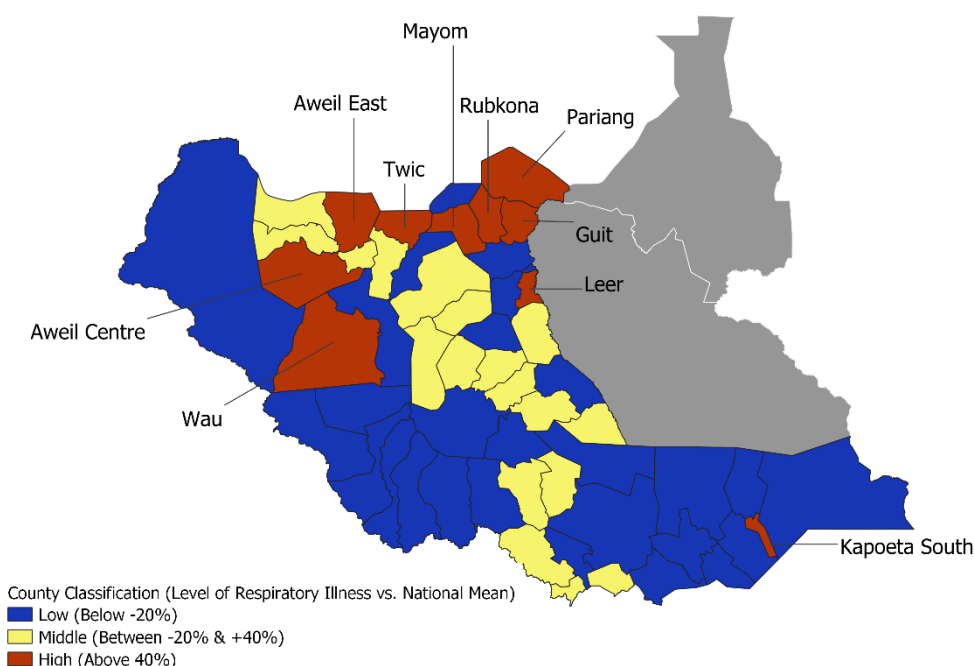 Mayom
Aweil East
Rubkona
Pariang
Twic
Guit
Leer
Aweil Centre
Wau
Kapoeta South
County Classification (Level of Respiratory Illness vs. National Mean)
Low (Below -20%)
Middle (Between -20% & +40%)
High (Above 40%)